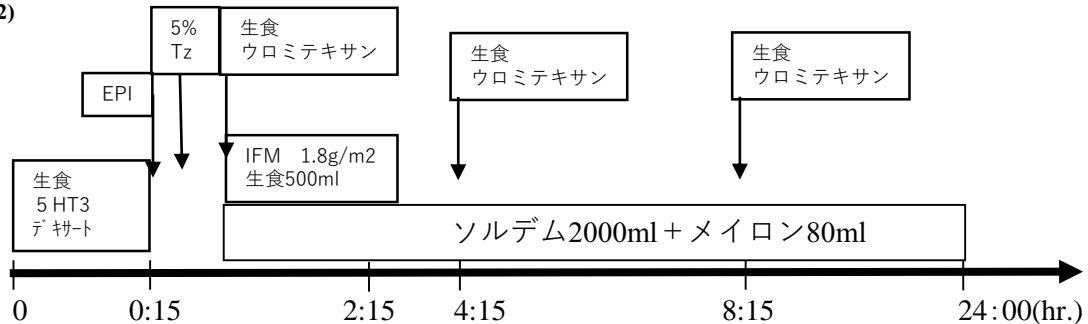 2)
5%
Tz
生食
ウロミテキサン
生食
ウロミテキサン
生食
ウロミテキサン
EPI
IFM 1.8g/m2
生食500ml
生食
5 HT3
デキサート
ソルデム2000ml＋メイロン80ml
0 0:15 2:15 4:15 8:15 24:00(hr.)